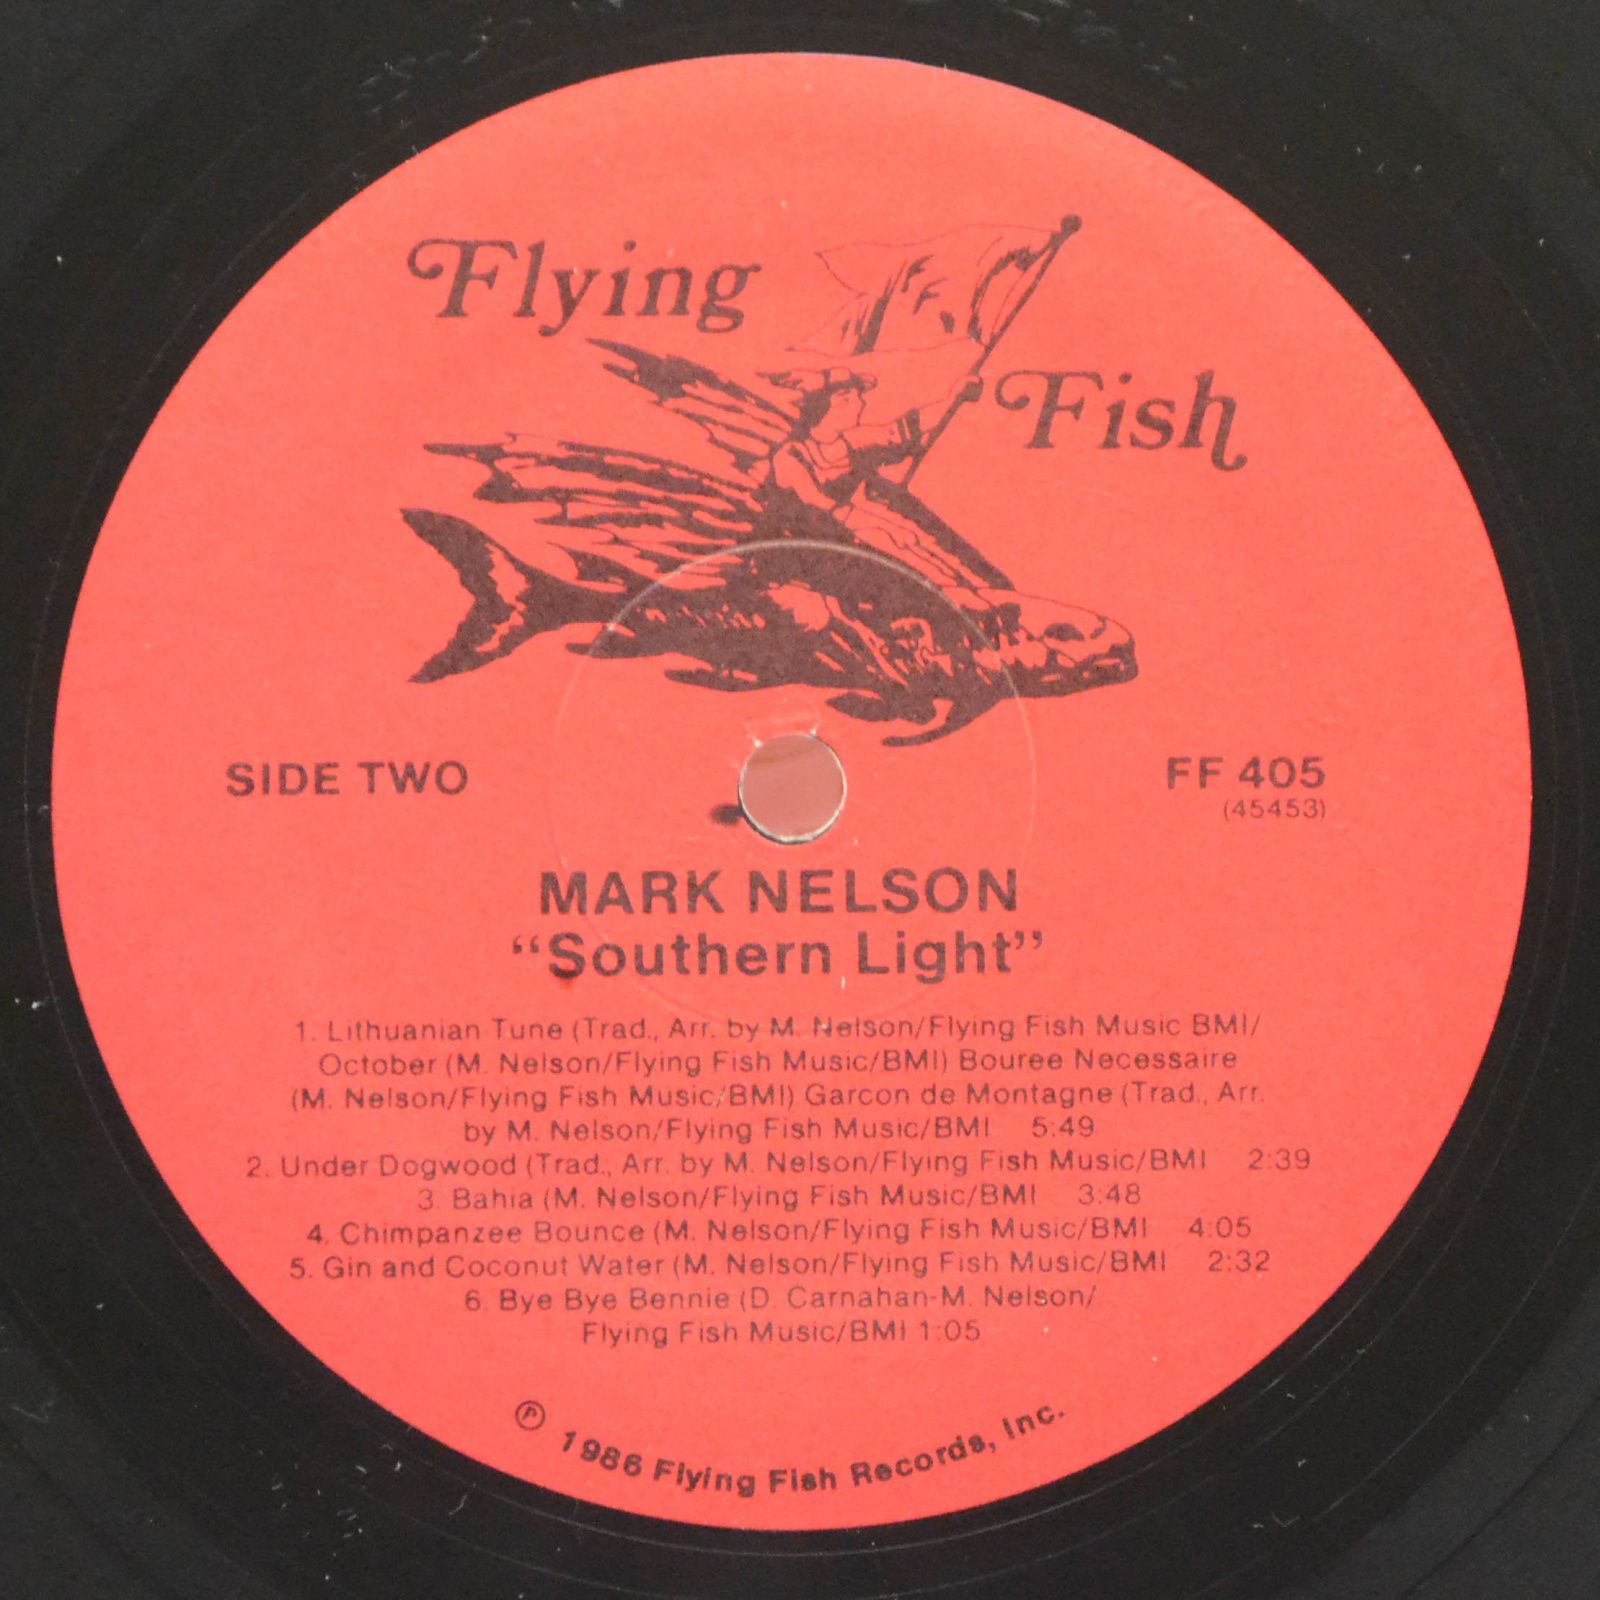 Flying
FF
Fish
SIDE TWO
FF 405
(45453)
MARK NELSON
“Southern Light”
1. Lithuanian Tune (Trad., Arr. by M. Nelson/Flying Fish Music BMI/
October (M. Nelson/Flying Fish Music/BMI) Bouree Necessaire
(M. Nelson/Flying Fish Music/BMI) Garcon de Montagne (Trad., Arr.
by M. Nelson/Flying Fish Music/BMI 5:49
2. Under Dogwood (Trad., Arr. by M. Nelson/Flying Fish Music/BMI 2:39
3. Bahia (M. Nelson/Flying Fish Music/BMI 3:48
4. Chimpanzee Bounce (M. Nelson/Flying Fish Music/BMI 4:05
5. Gin and Coconut Water (M. Nelson/Flying Fish Music/BMI 2:32
6. Bye Bye Bennie (D. Carnahan-M. Nelson/
Flying Fish Music/BMI 1:05
℗ 1986 Flying Fish Records, Inc.